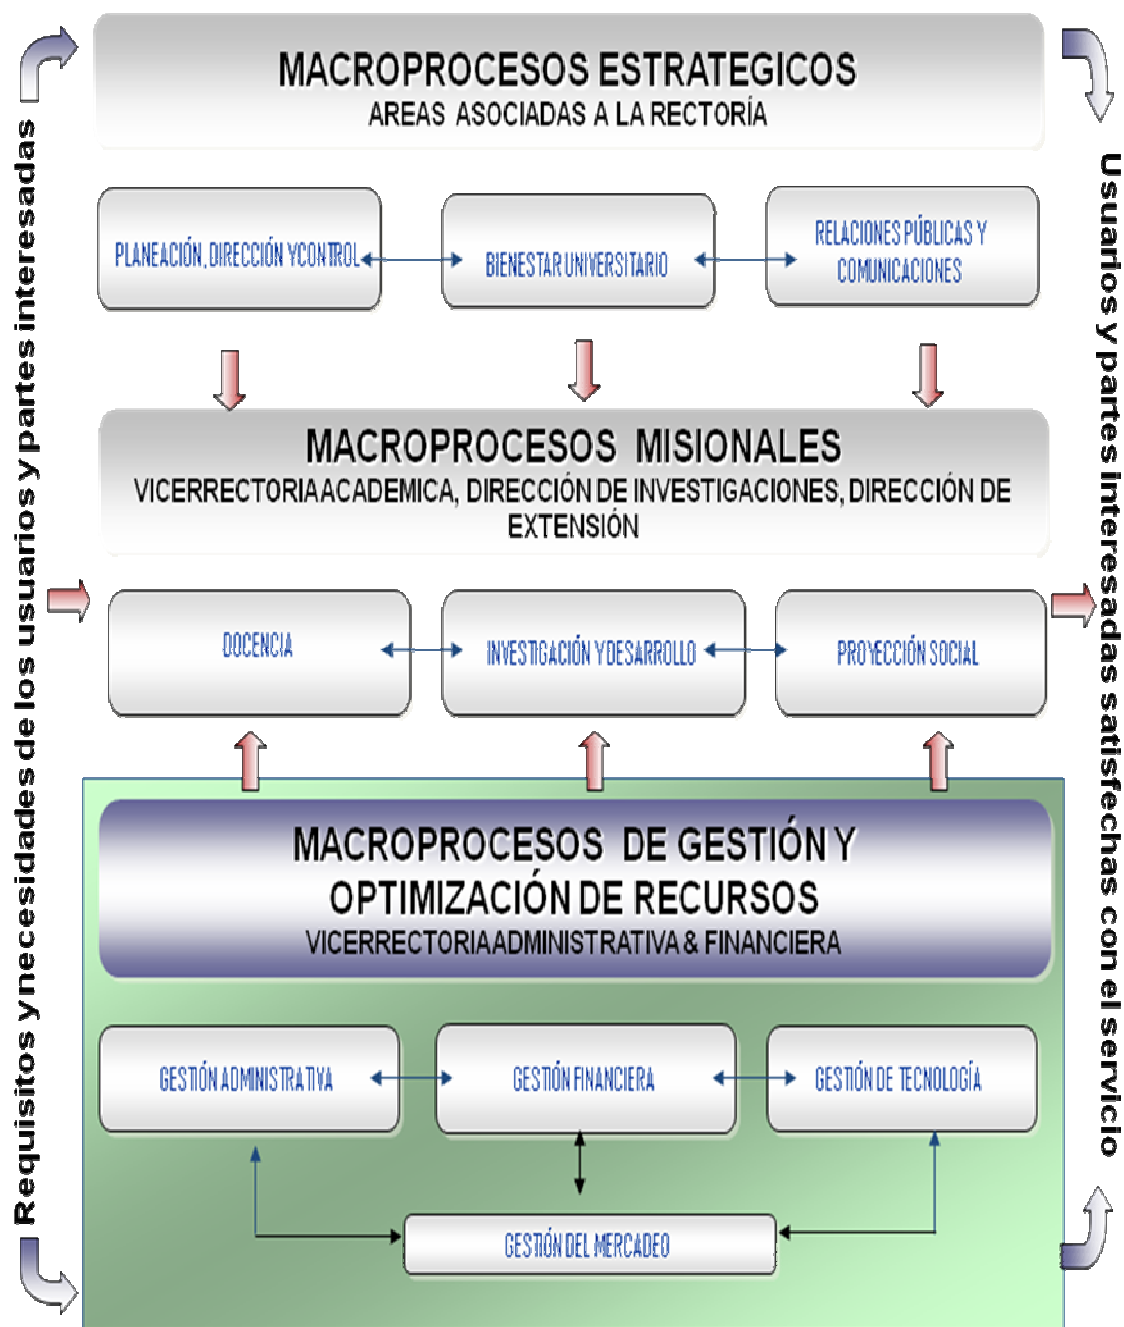 MACROPROCESOS ESTRATEGICOS
AREAS ASOCIADAS A LA RECTORÍA
PLANEACIÓN, DIRECCIÓN Y CONTROL
BIENESTAR UNIVERSITARIO
RELACIONES PÚBLICAS Y
COMUNICACIONES
MACROPROCESOS MISIONALES
VICERRECTORIA ACADEMICA, DIRECCIÓN DE INVESTIGACIONES, DIRECCIÓN DE
EXTENSIÓN
DOCENCIA
INVESTIGACIÓN Y DESARROLLO
PROYECCIÓN SOCIAL
MACROPROCESOS DE GESTIÓN Y
OPTIMIZACIÓN DE RECURSOS
VICERRECTORIA ADMINISTRATIVA & FINANCIERA
GESTIÓN ADMINISTRATIVA
GESTIÓN FINANCIERA
GESTIÓN DE TECNOLOGÍA
GESTIÓN DEL MERCADEO
Requisitos y necesidades de los usuarios y partes interesadas
Usuarios y partes interesadas satisfechas con el servicio